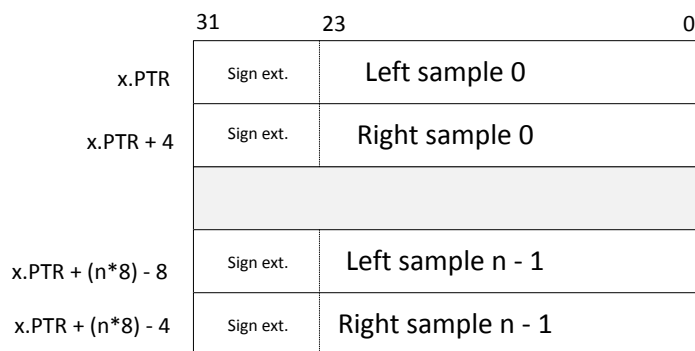 31 23 0
x.PTR Sign ext. Left sample 0
x.PTR + 4 Sign ext. Right sample 0
x.PTR + (n*8) - 8 Sign ext. Left sample n - 1
x.PTR + (n*8) - 4 Sign ext. Right sample n - 1